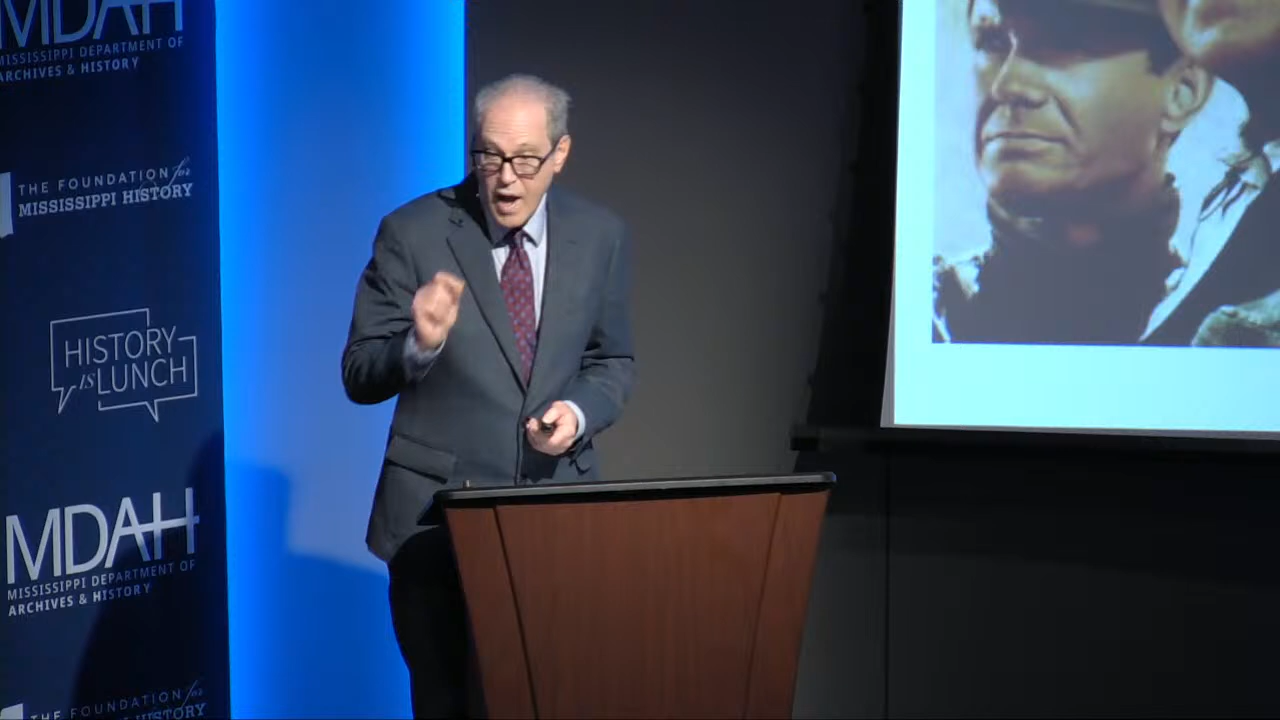 MDAH
MISSISSIPPI DEPARTMENT OF
ARCHIVES & HISTORY
THE FOUNDATION for
MISSISSIPPI HISTORY
HISTORY
is LUNCH
MDAH
MISSISSIPPI DEPARTMENT OF
ARCHIVES & HISTORY
THE FOUNDATION for
HISTORY